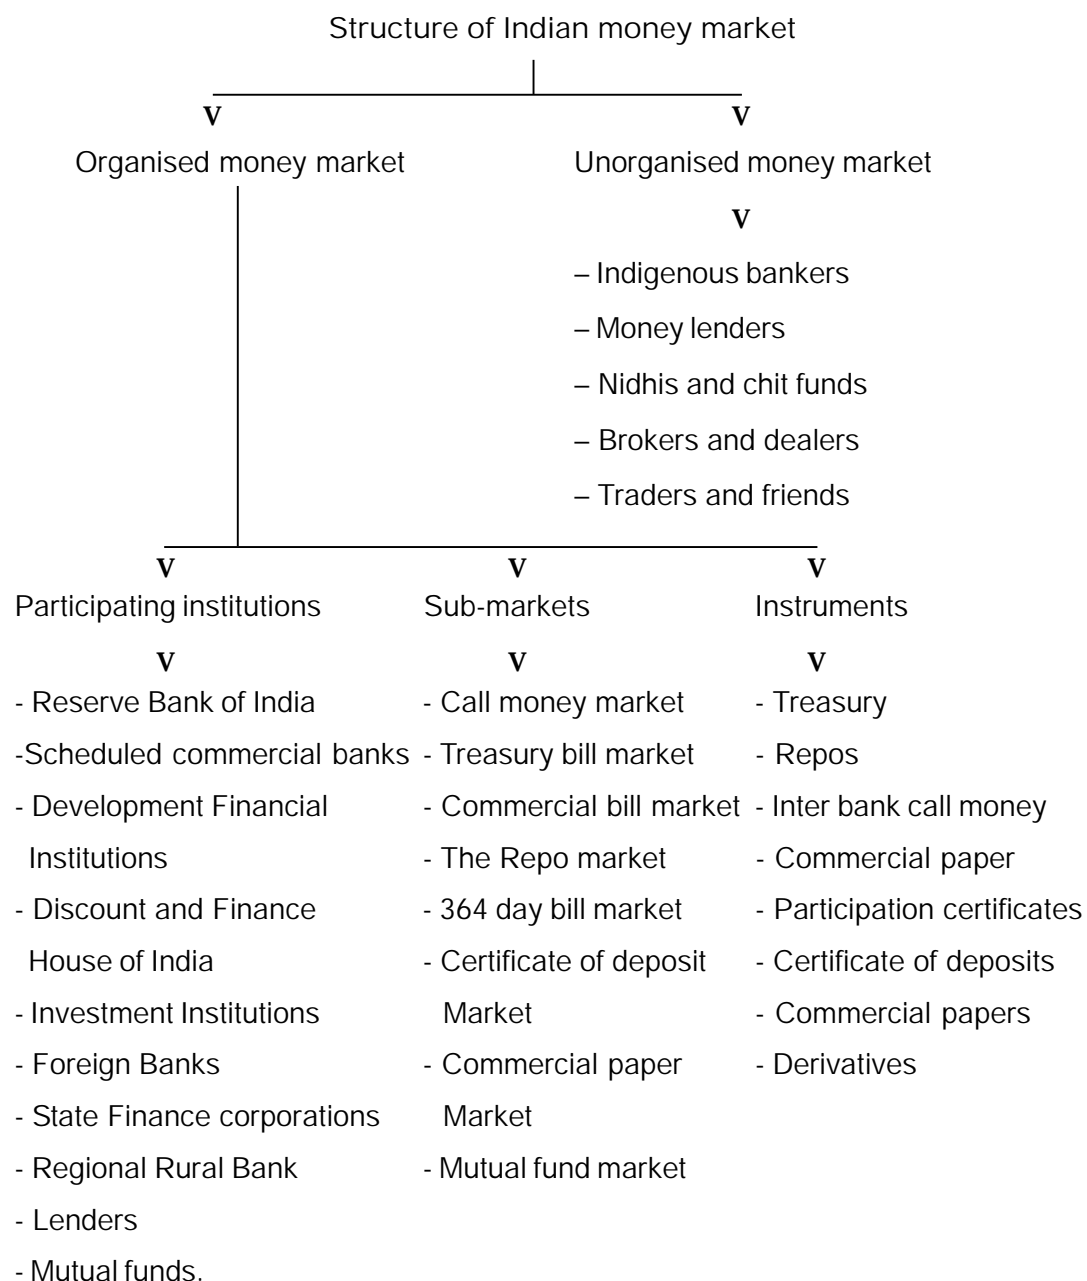 Structure of Indian money market
V V
Organised money market Unorganised money market
V
– Indigenous bankers
– Money lenders
– Nidhis and chit funds
– Brokers and dealers
– Traders and friends
V V V
Participating institutions Sub-markets Instruments
V V V
- Reserve Bank of India
-Scheduled commercial banks
- Development Financial
Institutions
- Discount and Finance
House of India
- Investment Institutions
- Foreign Banks
- State Finance corporations
- Regional Rural Bank
- Lenders
- Mutual funds.
- Call money market
- Treasury bill market
- Commercial bill market
- The Repo market
- 364 day bill market
- Certificate of deposit
Market
- Commercial paper
Market
- Mutual fund market
- Treasury
- Repos
- Inter bank call money
- Commercial paper
- Participation certificates
- Certificate of deposits
- Commercial papers
- Derivatives